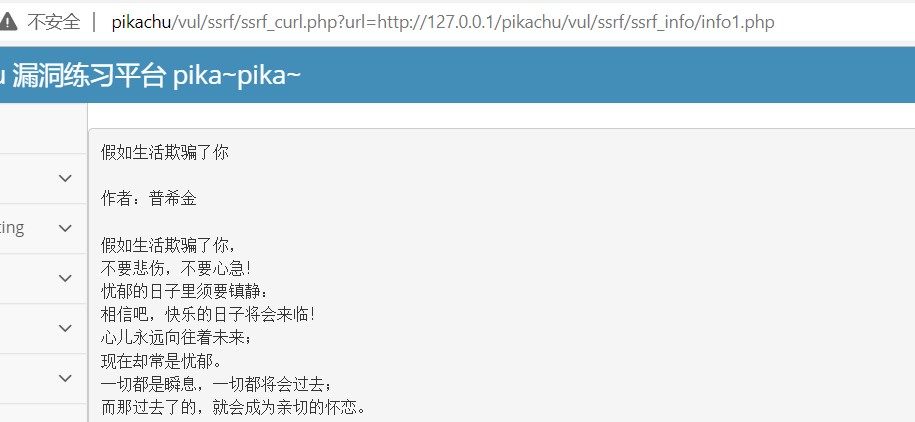 不安全 | pikachu/vul/ssrf/ssrf_curl.php?url=http://127.0.0.1/pikachu/vul/ssrf/ssrf_info/info1.php
u 漏洞练习平台 pika~pika~
假如生活欺骗了你
作者：普希金
假如生活欺骗了你，
不要悲伤，不要心急！
ting
忧郁的日子里须要镇静：
相信吧，快乐的日子将会来临！
心儿永远向往着未来；
现在却常是忧郁。
一切都是瞬息，一切都将会过去；
而那过去了的，就会成为亲切的怀恋。